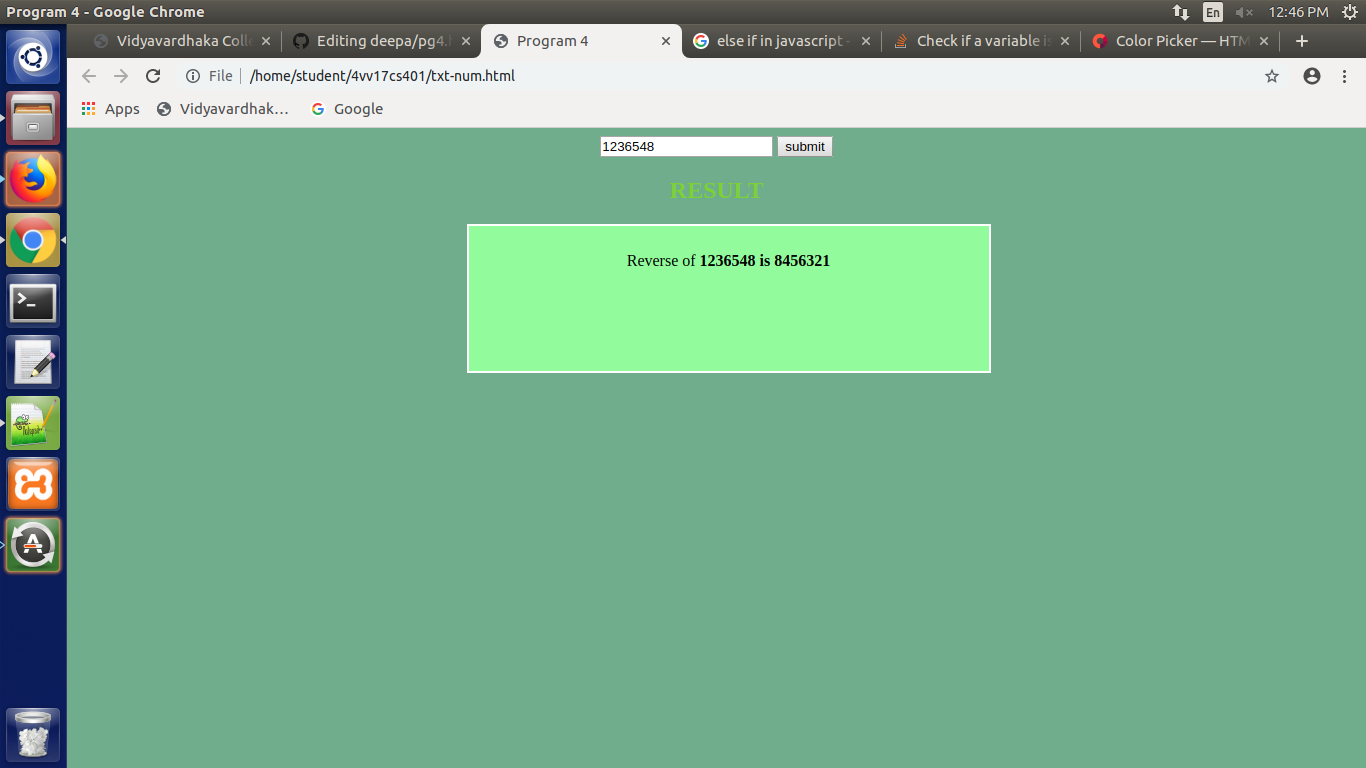 Program 4 - Google Chrome
En
12:46 PM
Vidyavardhaka Coll
Editing deepa/pg4.h
Program 4
else if in javascript -
Check if a variable is
Color Picker — HTM
File
/home/student/4vv17cs401/txt-num.html
Apps
Vidyavardhak…
Google
1236548
submit
RESULT
Reverse of 1236548 is 8456321